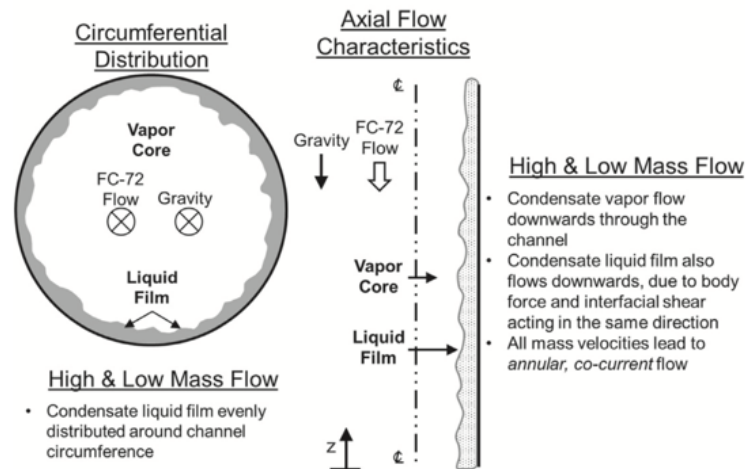 Circumferential
Distribution
Vapor
Core
FC-72
Flow
Gravity
Liquid
Film
High & Low Mass Flow
• Condensate liquid film evenly
distributed around channel
circumference
Axial Flow
Characteristics
℄
Gravity
FC-72
Flow
Vapor
Core
Liquid
Film
z
℄
High & Low Mass Flow
• Condensate vapor flow
downwards through the
channel
• Condensate liquid film also
flows downwards, due to body
force and interfacial shear
acting in the same direction
• All mass velocities lead to
annular, co-current flow